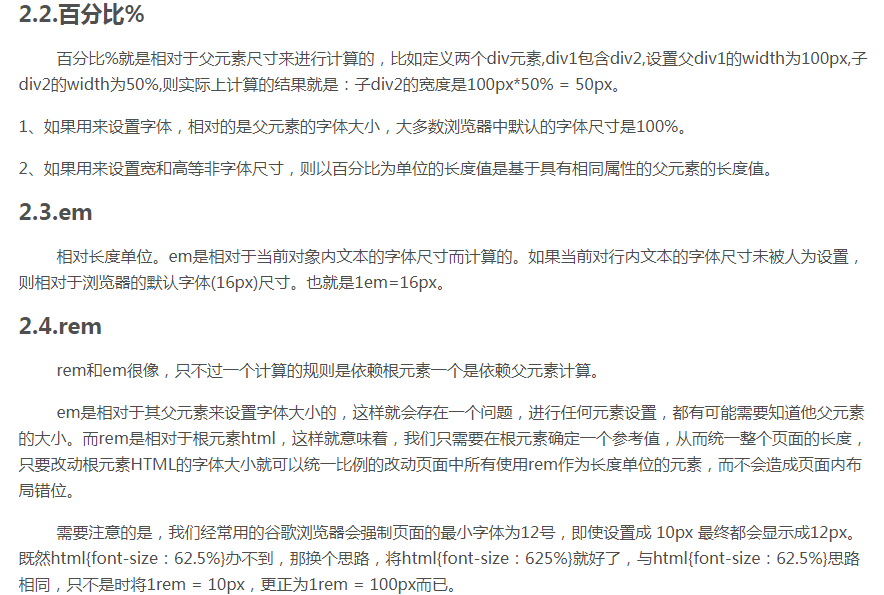 2.2.百分比%
百分比%就是相对于父元素尺寸来进行计算的，比如定义两个div元素,div1包含div2,设置父div1的width为100px,子
div2的width为50%,则实际上计算的结果就是：子div2的宽度是100px*50% = 50px。
1、如果用来设置字体，相对的是父元素的字体大小，大多数浏览器中默认的字体尺寸是100%。
2、如果用来设置宽和高等非字体尺寸，则以百分比为单位的长度值是基于具有相同属性的父元素的长度值。
2.3.em
相对长度单位。em是相对于当前对象内文本的字体尺寸而计算的。如果当前对行内文本的字体尺寸未被人为设置，
则相对于浏览器的默认字体(16px)尺寸。也就是1em=16px。
2.4.rem
rem和em很像，只不过一个计算的规则是依赖根元素一个是依赖父元素计算。
em是相对于其父元素来设置字体大小的，这样就会存在一个问题，进行任何元素设置，都有可能需要知道他父元素
的大小。而rem是相对于根元素html，这样就意味着，我们只需要在根元素确定一个参考值，从而统一整个页面的长度，
只要改动根元素HTML的字体大小就可以统一比例的改动页面中所有使用rem作为长度单位的元素，而不会造成页面内布
局错位。
需要注意的是，我们经常用的谷歌浏览器会强制页面的最小字体为12号，即使设置成 10px 最终都会显示成12px。
既然html{font-size：62.5%}办不到，那换个思路，将html{font-size：625%}就好了，与html{font-size：62.5%}思路
相同，只不是时将1rem = 10px，更正为1rem = 100px而已。